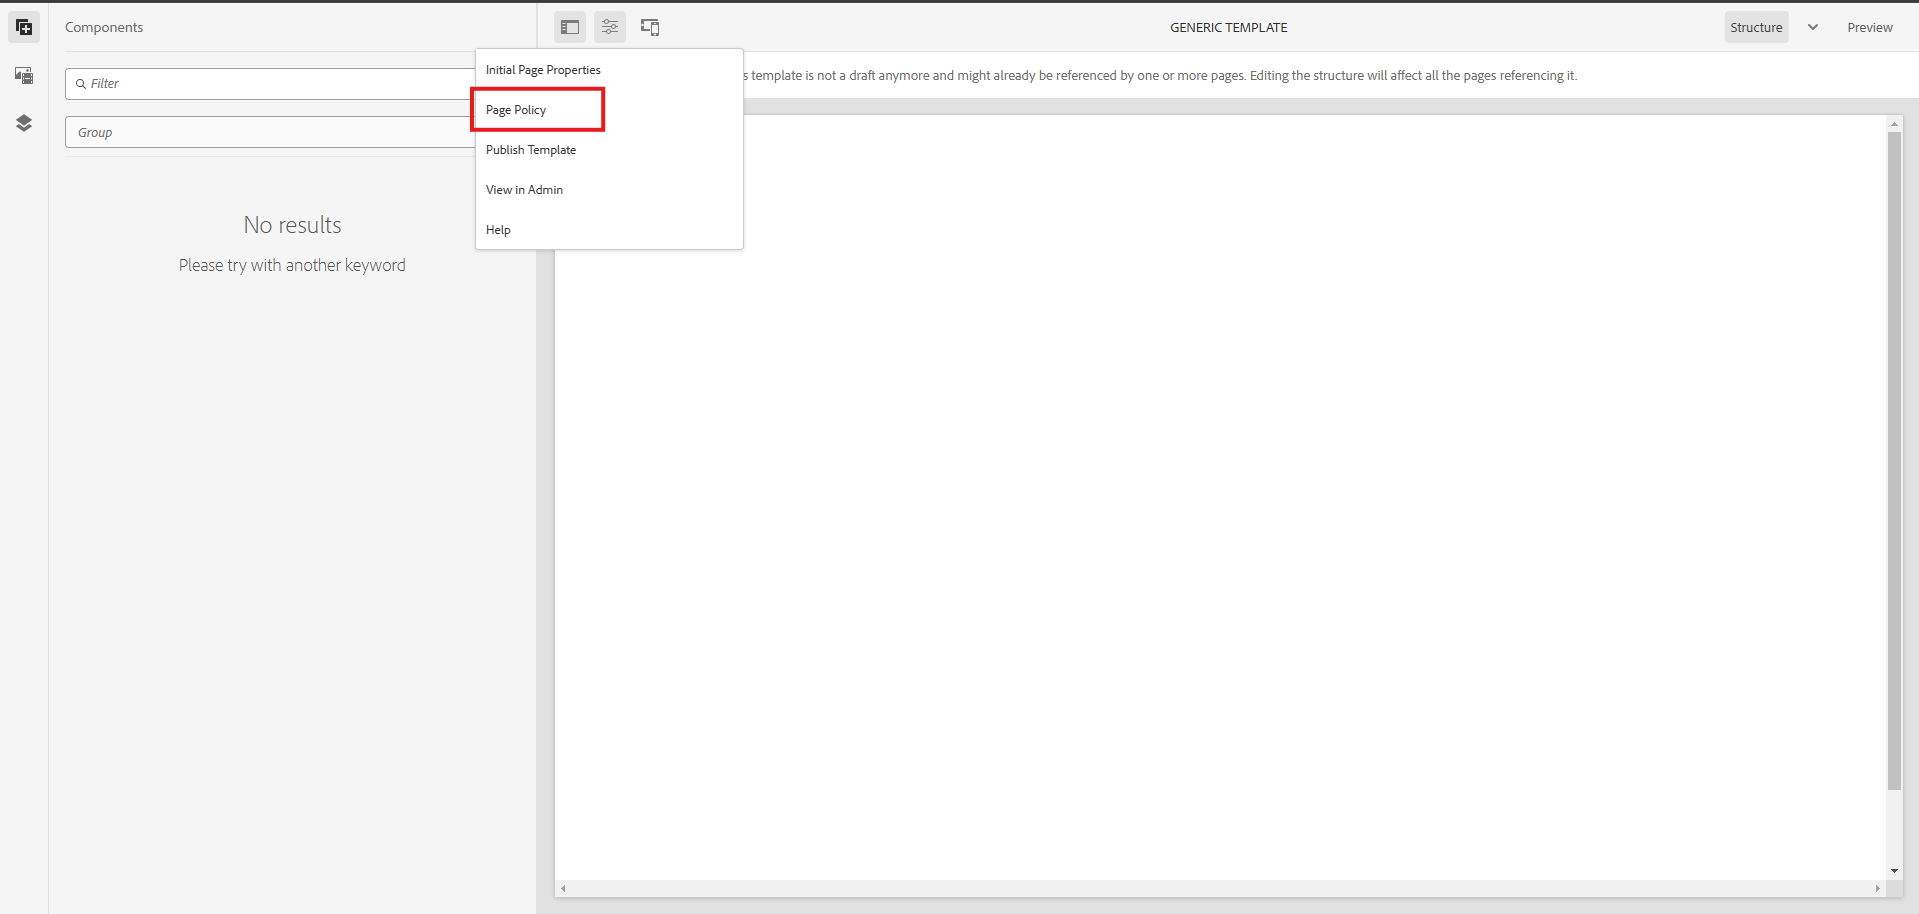 Components
GENERIC TEMPLATE
Structure
Preview
Filter
Group
No results
Please try with another keyword
Initial Page Properties
Page Policy
Publish Template
View in Admin
Help
s template is not a draft anymore and might already be referenced by one or more pages. Editing the structure will affect all the pages referencing it.